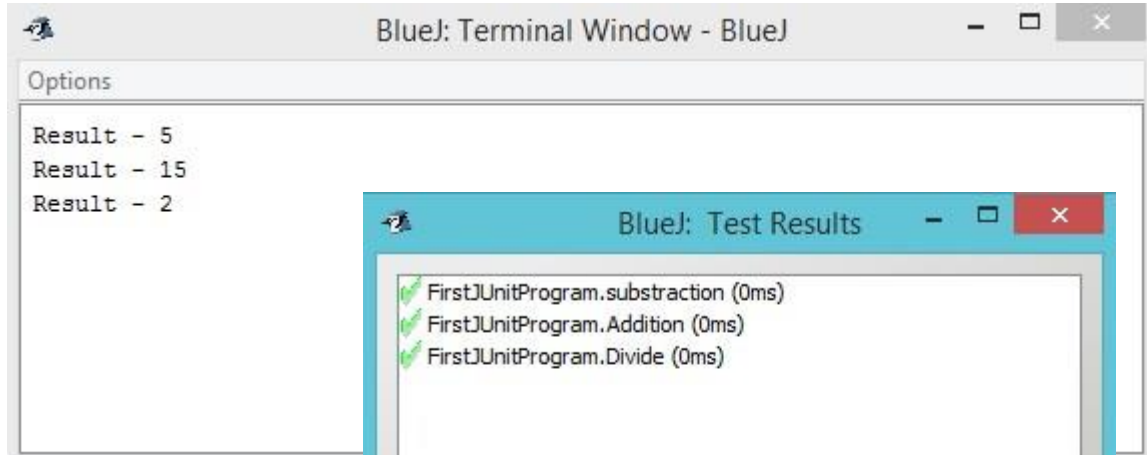 BlueJ: Terminal Window - BlueJ
Options
Result - 5
Result - 15
Result - 2
BlueJ: Test Results
FirstJUnitProgram.substraction (0ms)
FirstJUnitProgram.Addition (0ms)
FirstJUnitProgram.Divide (0ms)